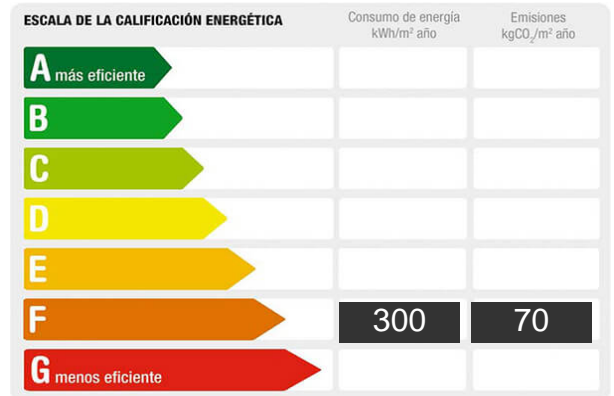 ESCALA DE LA CALIFICACIÓN ENERGÉTICA
Consumo de energía
kWh/m² año
Emisiones
kgCO₂/m² año
A más eficiente
B
C
D
E
F 300 70
G menos eficiente